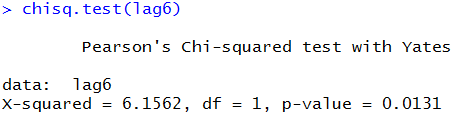 > chisq.test(lag6)
Pearson's Chi-squared test with Yates
data:  lag6
X-squared = 6.1562, df = 1, p-value = 0.0131